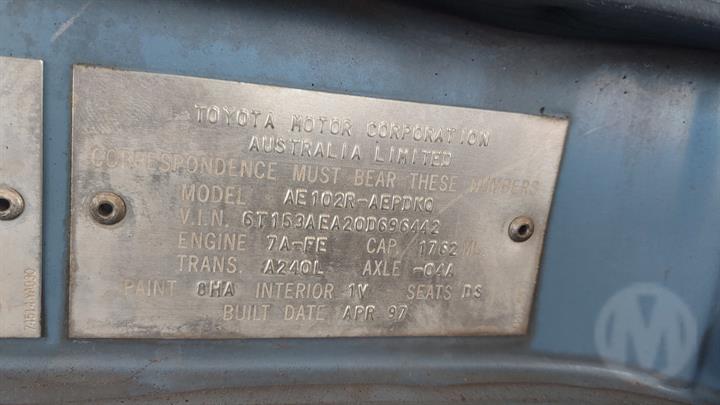 TOYOTA MOTOR CORPORATION
AUSTRALIA LIMITED
CORRESPONDENCE MUST BEAR THESE NUMBERS
MODEL AE102R-AEPDKQ
V.I.N. 6T153AEA20D696442
ENGINE 7A-FE CAP. 1762 ML
TRANS. A240L AXLE -04A
PAINT 8HA INTERIOR 1V SEATS DS
BUILT DATE APR 97
M